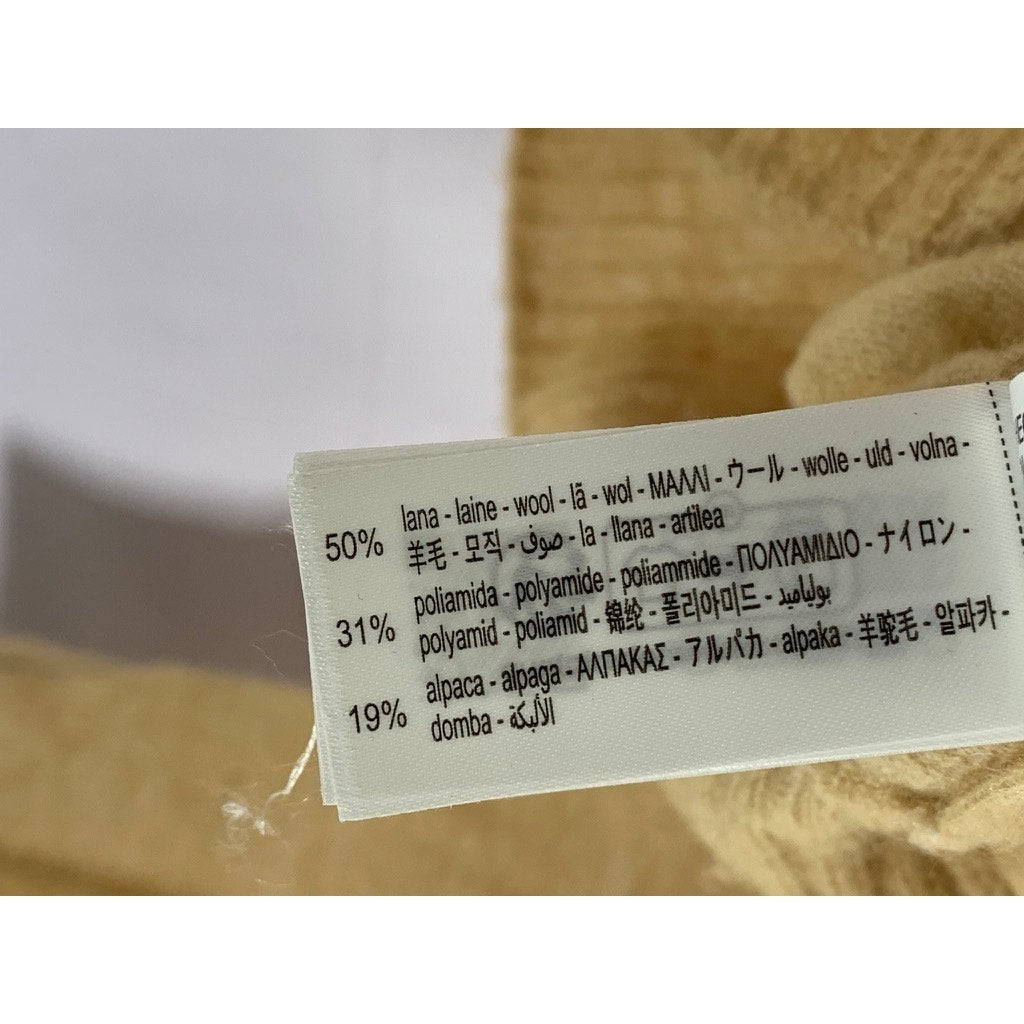 50% lana - laine - wool - lã - wol - ΜΑΛΛΙ - ウール - wolle - uld - volna -
羊毛 - 모직 - صوف - la - llana - artilea
31% poliamida - polyamide - poliammide - ΠΟΛΥΑΜΙΔΙΟ - ナイロン -
polyamid - poliamid - 锦纶 - 폴리아미드 - بولياميد
19% alpaca - alpaga - ΑΛΠΑΚΑΣ - アルパカ - alpaka - 羊驼毛 - 알파카 -
domba - الألبكة